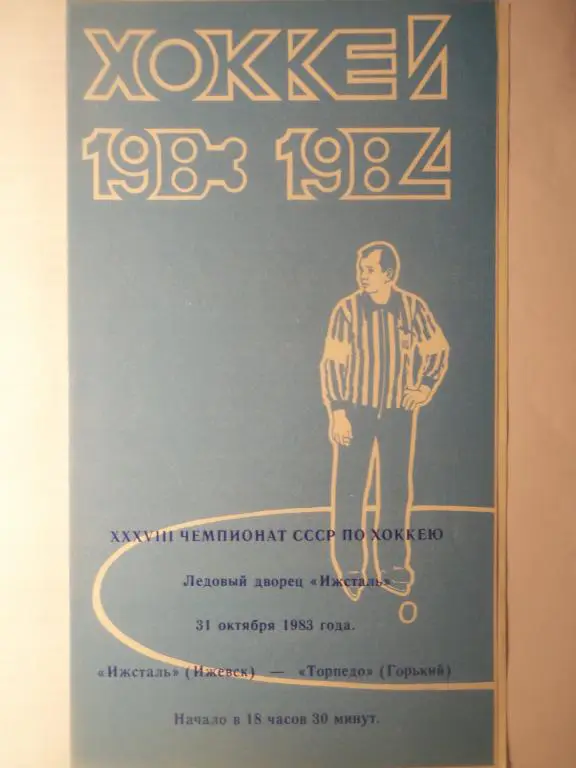 ХОККЕЙ
1983 1984
XXXVIII ЧЕМПИОНАТ СССР ПО ХОККЕЮ
Ледовый дворец «Ижсталь»
31 октября 1983 года.
«Ижсталь» (Ижевск) — «Торпедо» (Горький)
Начало в 18 часов 30 минут.